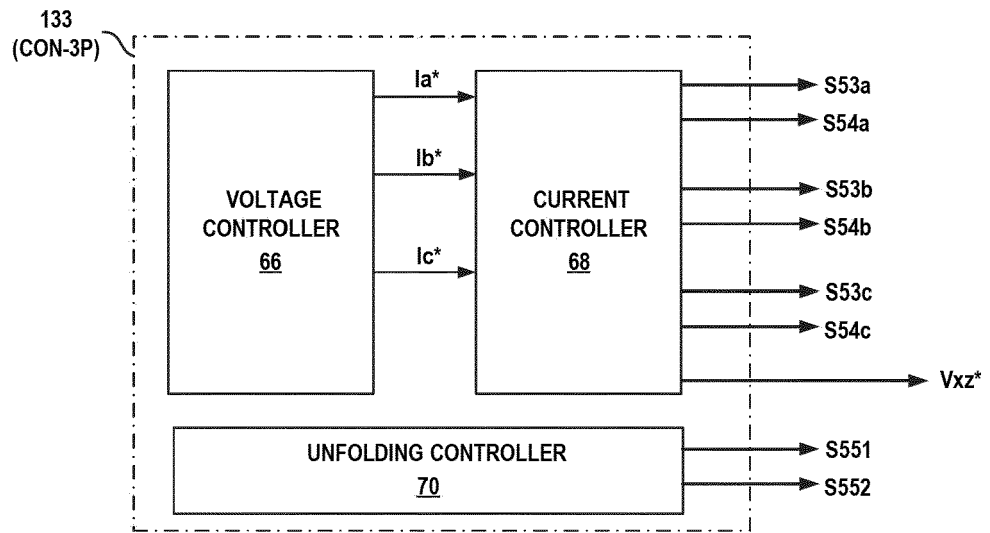 133
(CON-3P)
VOLTAGE
CONTROLLER
66
Ia*
Ib*
Ic*
CURRENT
CONTROLLER
68
S53a
S54a
S53b
S54b
S53c
S54c
Vxz*
UNFOLDING CONTROLLER
70
S551
S552